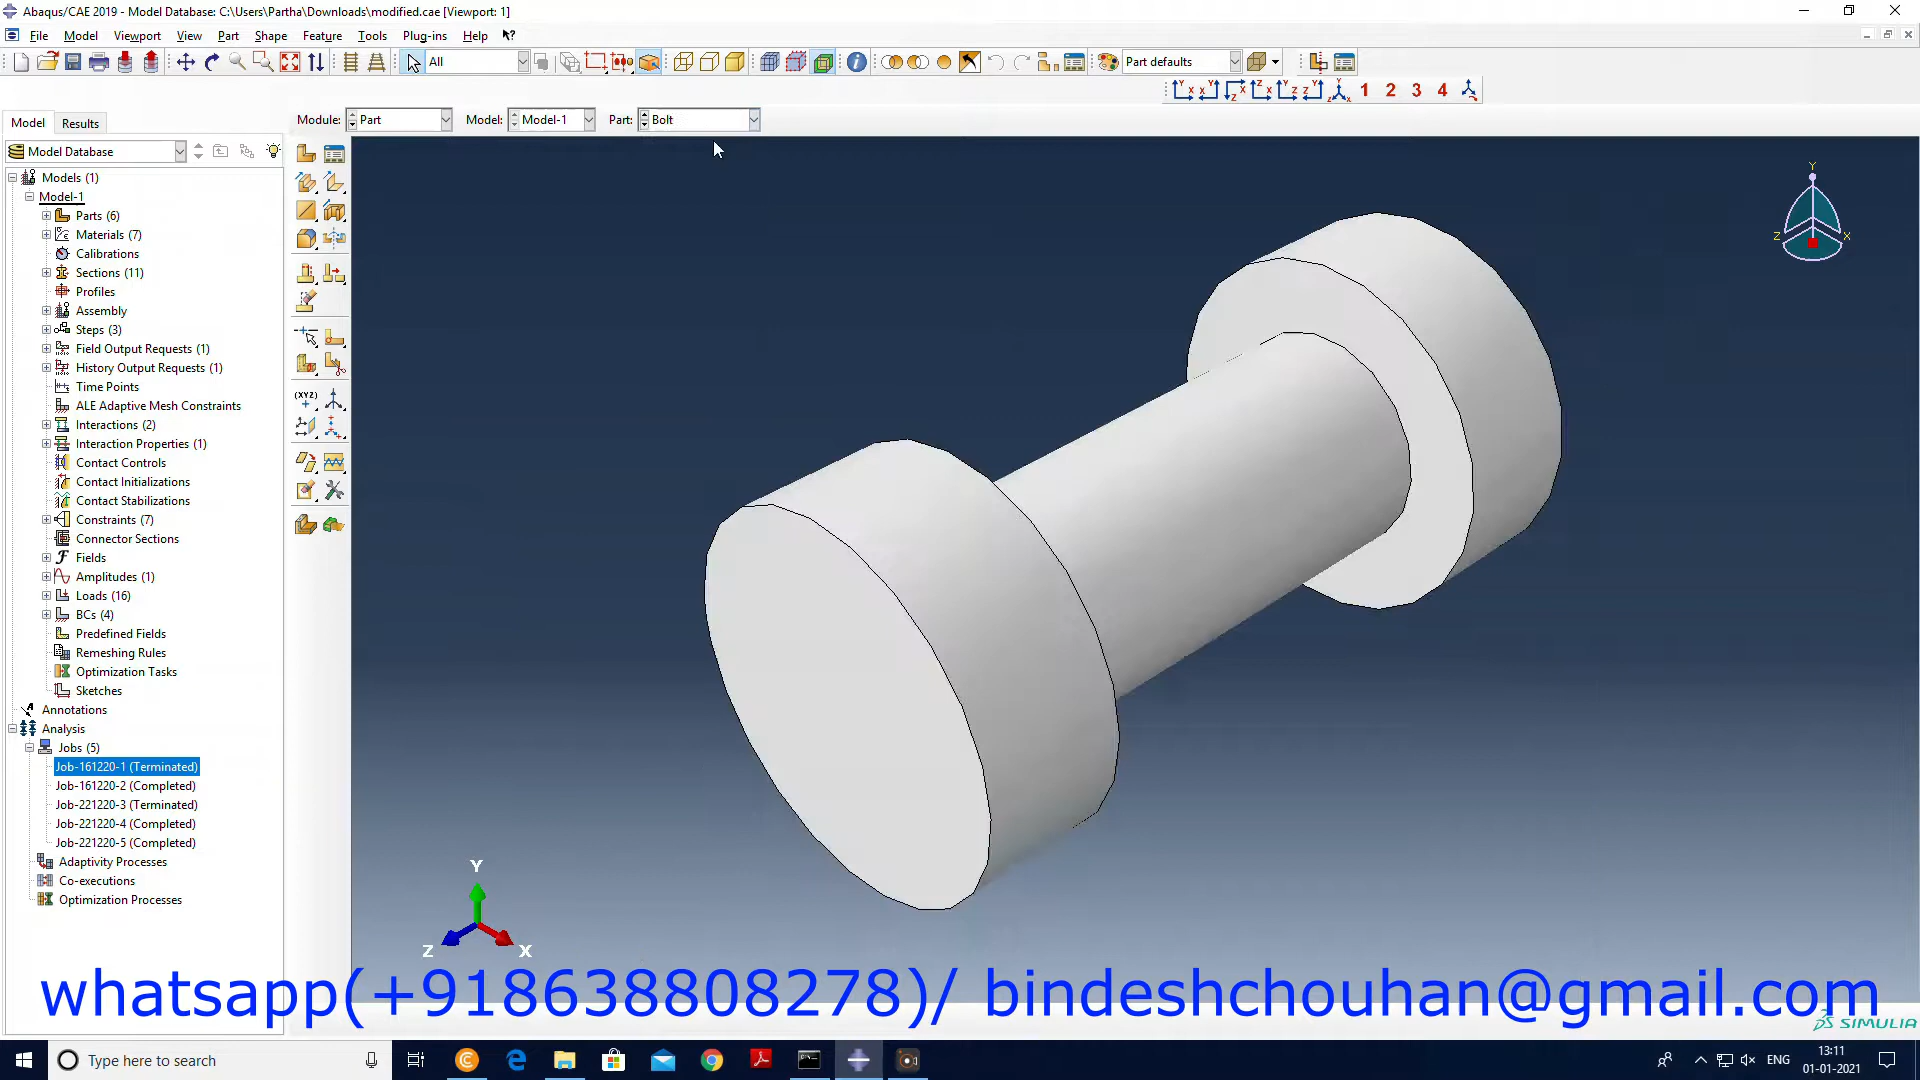 Abaqus/CAE 2019 - Model Database: C:\Users\Partha\Downloads\modified.cae [Viewport: 1]
File Model Viewport View Part Shape Feature Tools Plug-ins Help
All
Part defaults
1 2 3 4
Model Results
Module: Part Model: Model-1 Part: Bolt
Model Database
Models (1)
Model-1
Parts (6)
Materials (7)
Calibrations
Sections (11)
Profiles
Assembly
Steps (3)
Field Output Requests (1)
History Output Requests (1)
Time Points
ALE Adaptive Mesh Constraints
Interactions (2)
Interaction Properties (1)
Contact Controls
Contact Initializations
Contact Stabilizations
Constraints (7)
Connector Sections
Fields
Amplitudes (1)
Loads (16)
BCs (4)
Predefined Fields
Remeshing Rules
Optimization Tasks
Sketches
Annotations
Analysis
Jobs (5)
Job-161220-1 (Terminated)
Job-161220-2 (Completed)
Job-221220-3 (Terminated)
Job-221220-4 (Completed)
Job-221220-5 (Completed)
Adaptivity Processes
Co-executions
Optimization Processes
(XYZ)
Y
Z X
Y
Z X
whatsapp(+918638808278)/ bindeshchouhan@gmail.com
SIMULIA
Type here to search
ENG
13:11
01-01-2021